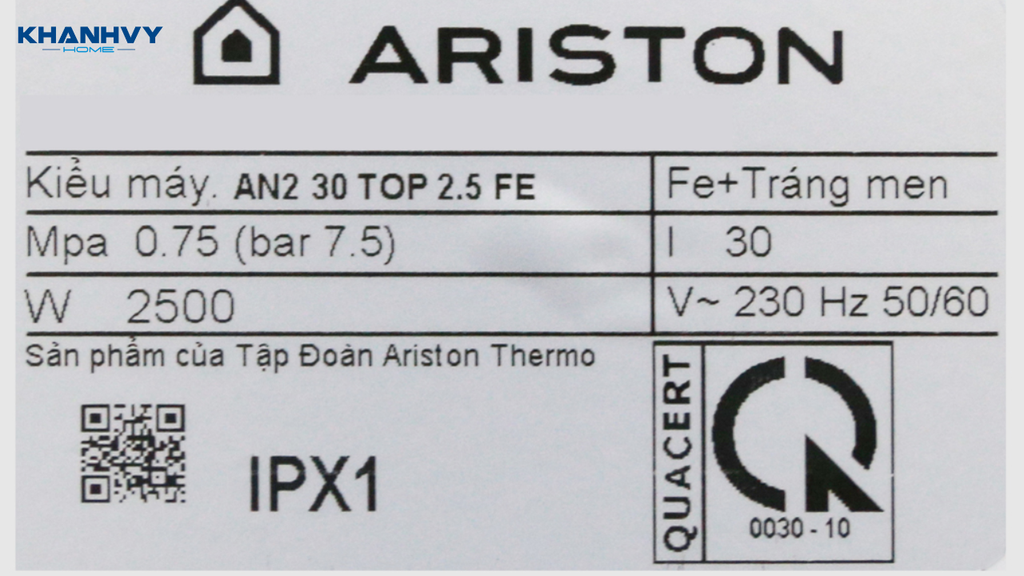 KHANHVY
HOME
ARISTON
Kiểu máy. AN2 30 TOP 2.5 FE
Fe+Tráng men
Mpa 0.75 (bar 7.5)
l 30
W 2500
V~ 230 Hz 50/60
Sản phẩm của Tập Đoàn Ariston Thermo
IPX1
QUACERT
0030 - 10